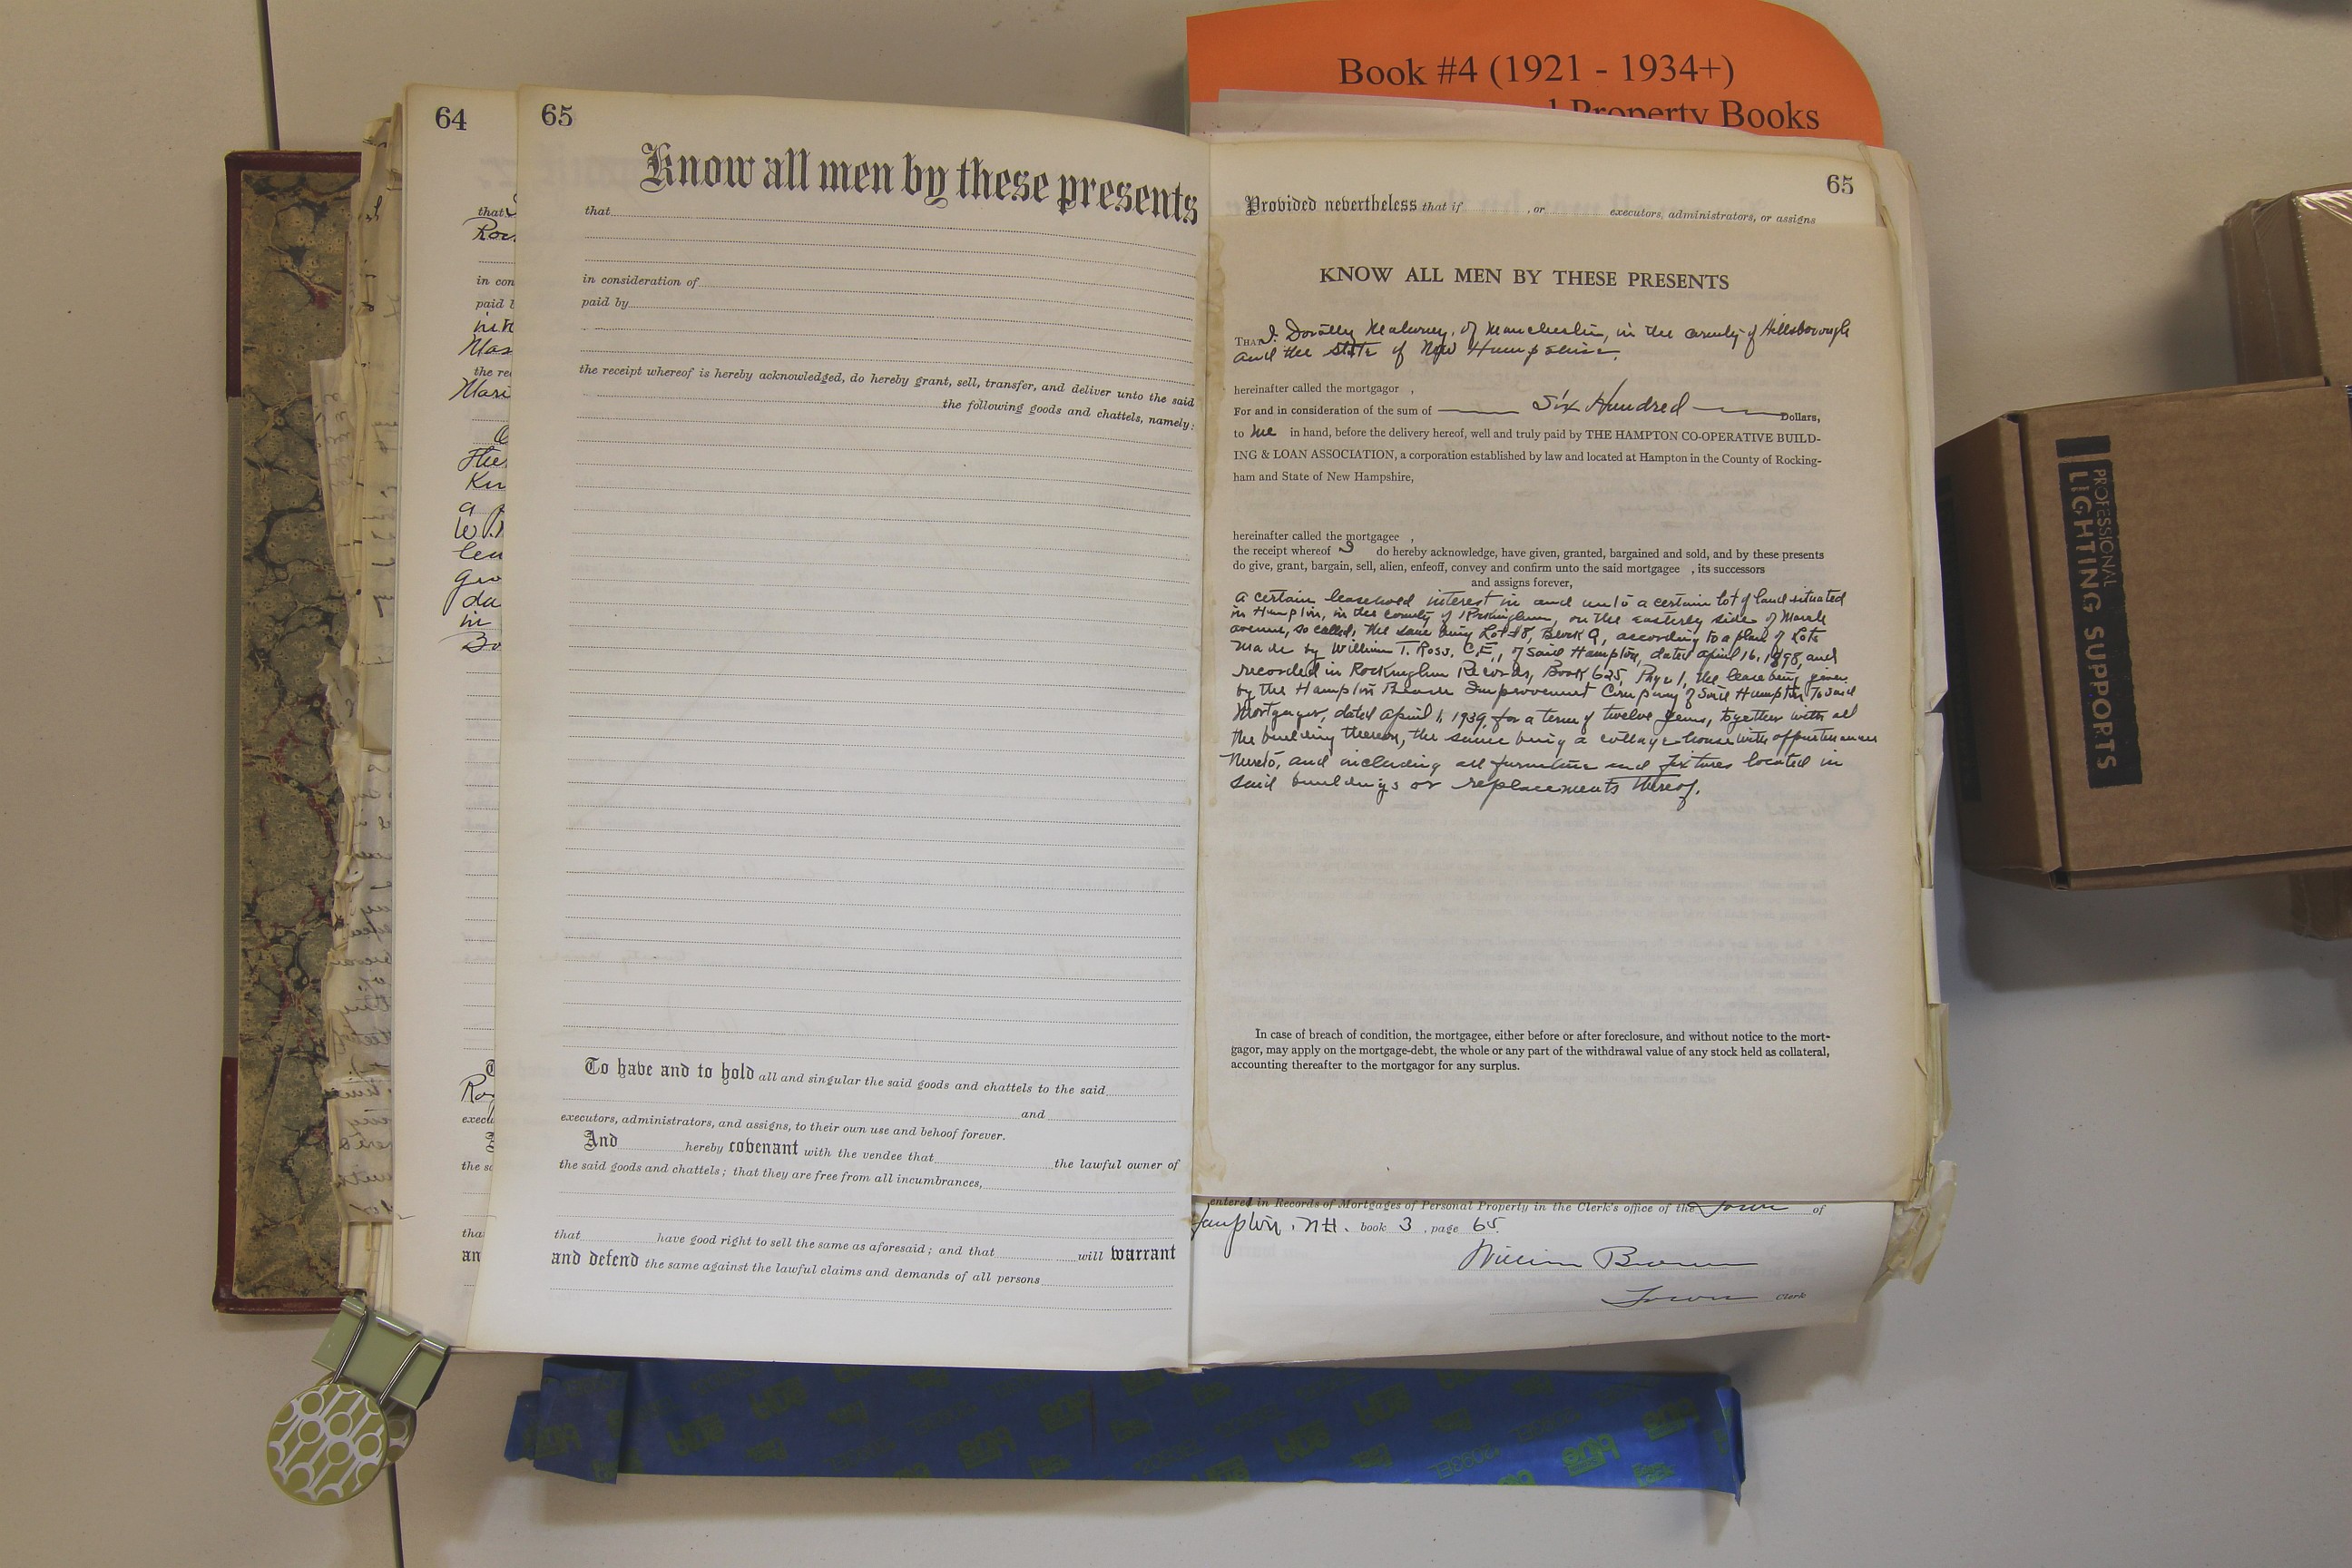 Book #4 (1921 - 1934+)
Property Books
64
that
in con
paid b
the rec
execu
the sa
tha
an
65
Know all men by these presents
that
in consideration of
paid by
the receipt whereof is hereby acknowledged, do hereby grant, sell, transfer, and deliver unto the said
the following goods and chattels, namely:
To have and to hold all and singular the said goods and chattels to the said
and
executors, administrators, and assigns, to their own use and behoof forever.
And hereby covenant with the vendee that the lawful owner of
the said goods and chattels; that they are free from all incumbrances,
that have good right to sell the same as aforesaid; and that will warrant
and defend the same against the lawful claims and demands of all persons
65
Provided nevertheless that if , or executors, administrators, or assigns
KNOW ALL MEN BY THESE PRESENTS
THAT I, Dorothy Maloney, of Manchester, in the county of Hillsborough
and the state of New Hampshire.
hereinafter called the mortgagor ,
For and in consideration of the sum of Six Hundred Dollars,
to me in hand, before the delivery hereof, well and truly paid by THE HAMPTON CO-OPERATIVE BUILD-
ING & LOAN ASSOCIATION, a corporation established by law and located at Hampton in the County of Rocking-
ham and State of New Hampshire,
hereinafter called the mortgagee ,
the receipt whereof I do hereby acknowledge, have given, granted, bargained and sold, and by these presents
do give, grant, bargain, sell, alien, enfeoff, convey and confirm unto the said mortgagee , its successors
and assigns forever,
a certain leasehold interest in and unto a certain lot of land situated
in Hampton, in the county of Rockingham, on the easterly side of Marsh
avenue, so called, the same being Lot #8, Block 9, according to a plan of Lots
made by William T. Ross, C.E., of said Hampton, dated April 16, 1898, and
recorded in Rockingham Records, Book 625, Page 1, the lease being given
by the Hampton Beach Improvement Company of said Hampton, to said
Mortgagor, dated April 1, 1939, for a term of twelve years, together with all
the building thereon, the same being a cottage house with appurtenances
thereto, and including all furniture and fixtures located in
said buildings or replacements thereof.
In case of breach of condition, the mortgagee, either before or after foreclosure, and without notice to the mort-
gagor, may apply on the mortgage-debt, the whole or any part of the withdrawal value of any stock held as collateral,
accounting thereafter to the mortgagor for any surplus.
entered in Records of Mortgages of Personal Property in the Clerk's office of the Town of
Hampton, N.H. book 3 , page 65.
William Brown
Town Clerk
PROFESSIONAL
LIGHTING SUPPORTS